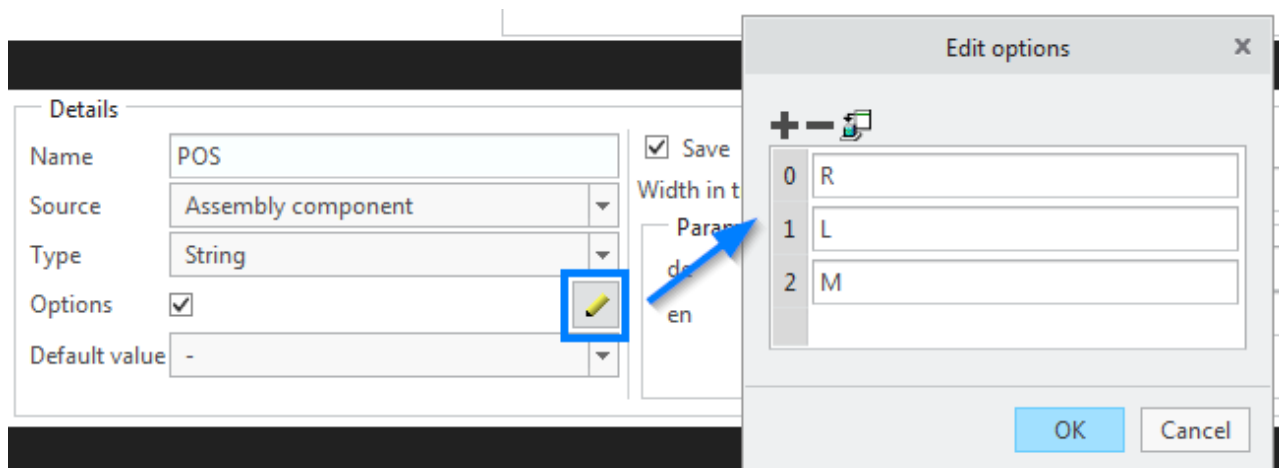 Edit options
Details
Name POS
Source Assembly component
Type String
Options
Default value -
Save
Width in t
Param
de
en
0 R
1 L
2 M
OK Cancel